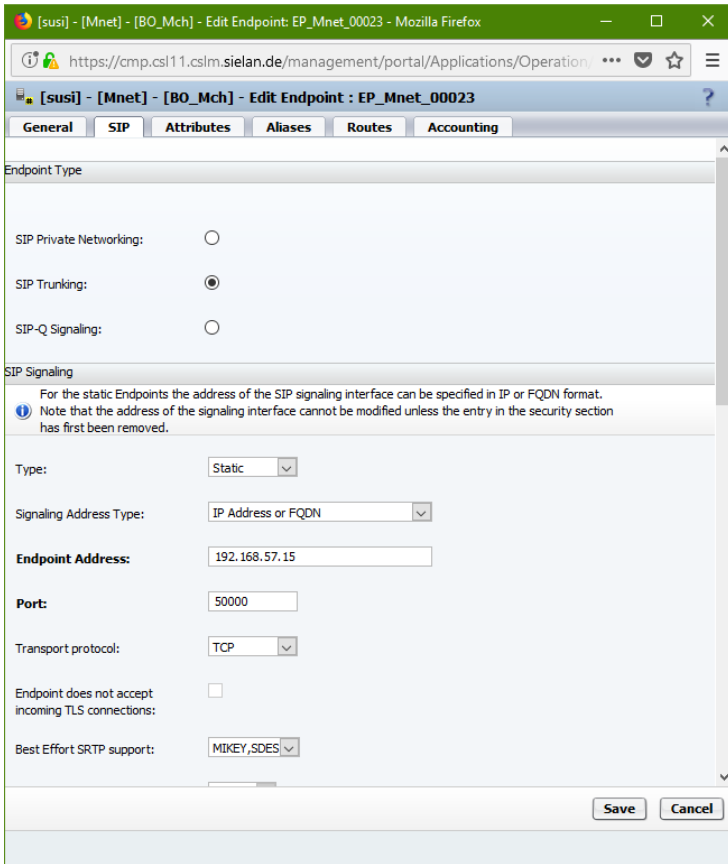 [susi] - [Mnet] - [BO_Mch] - Edit Endpoint: EP_Mnet_00023 - Mozilla Firefox
https://cmp.csl11.cslm.sielan.de/management/portal/Applications/Operation/
[susi] - [Mnet] - [BO_Mch] - Edit Endpoint : EP_Mnet_00023 ?
General SIP Attributes Aliases Routes Accounting
Endpoint Type
SIP Private Networking:
SIP Trunking:
SIP-Q Signaling:
SIP Signaling
For the static Endpoints the address of the SIP signaling interface can be specified in IP or FQDN format.
Note that the address of the signaling interface cannot be modified unless the entry in the security section
has first been removed.
Type: Static
Signaling Address Type: IP Address or FQDN
Endpoint Address: 192.168.57.15
Port: 50000
Transport protocol: TCP
Endpoint does not accept
incoming TLS connections:
Best Effort SRTP support: MIKEY,SDES
Save Cancel